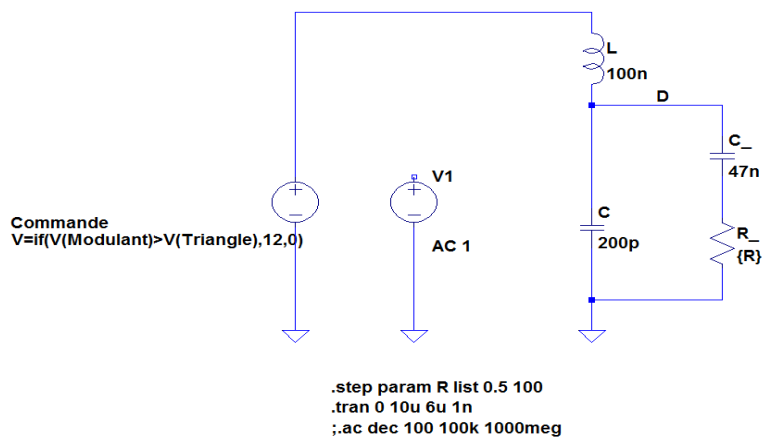 L
100n
D
C_
47n
V1
Commande
V=if(V(Modulant)>V(Triangle),12,0)
C
200p
R_
{R}
AC 1
.step param R list 0.5 100
.tran 0 10u 6u 1n
;.ac dec 100 100k 1000meg